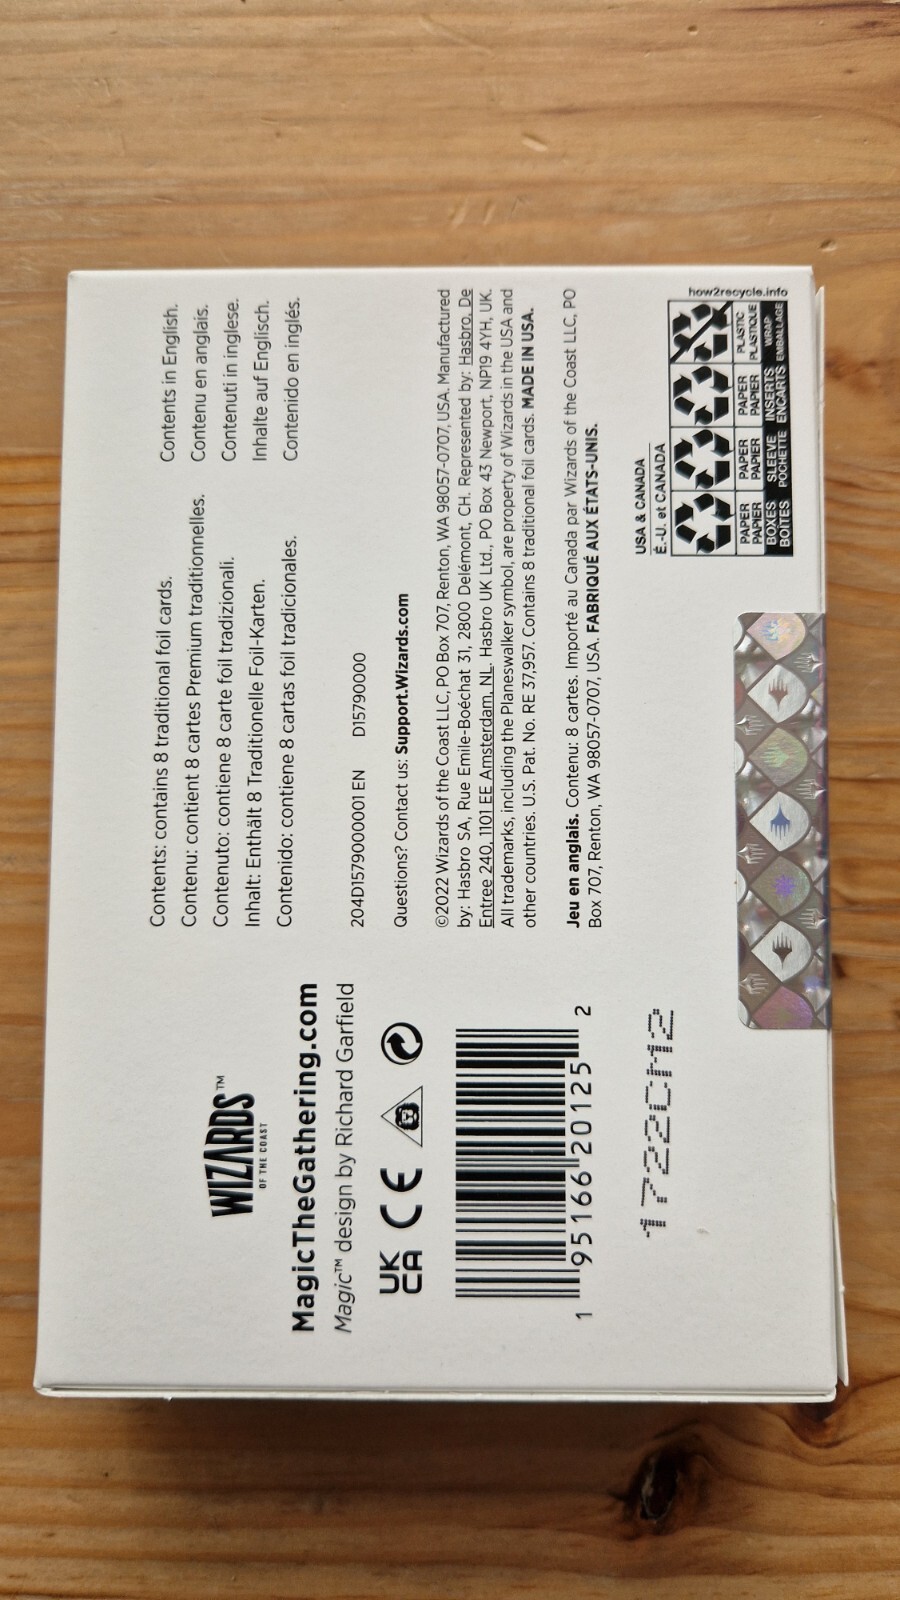 Contents: contains 8 traditional foil cards.
Contenu: contient 8 cartes Premium traditionnelles.
Contenuto: contiene 8 carte foil tradizionali.
Inhalt: Enthält 8 Traditionelle Foil-Karten.
Contenido: contiene 8 cartas foil tradicionales.
Contents in English.
Contenu en anglais.
Contenuti in inglese.
Inhalte auf Englisch.
Contenido en inglés.
204D15790000001 EN D15790000
Questions? Contact us: Support.Wizards.com
©2022 Wizards of the Coast LLC, PO Box 707, Renton, WA 98057-0707, USA. Manufactured
by: Hasbro SA, Rue Emile-Boéchat 31, 2800 Delémont, CH. Represented by: Hasbro, De
Entree 240, 1101 EE Amsterdam, NL. Hasbro UK Ltd., PO Box 43 Newport, NP19 4YH, UK.
All trademarks, including the Planeswalker symbol, are property of Wizards in the USA and
other countries. U.S. Pat. No. RE 37,957. Contains 8 traditional foil cards. MADE IN USA.
Jeu en anglais. Contenu: 8 cartes. Importé au Canada par Wizards of the Coast LLC, PO
Box 707, Renton, WA 98057-0707, USA. FABRIQUÉ AUX ÉTATS-UNIS.
WIZARDS™
OF THE COAST
MagicTheGathering.com
Magic™ design by Richard Garfield
UK
CA CE
1 95166 20125 2
1722CM2
USA & CANADA
É.-U. et CANADA
how2recycle.info
PAPER PAPER PAPER PLASTIC
PAPIER PAPIER PAPIER PLASTIQUE
BOXES SLEEVE INSERTS WRAP
BOÎTES POCHETTE ENCARTS EMBALLAGE